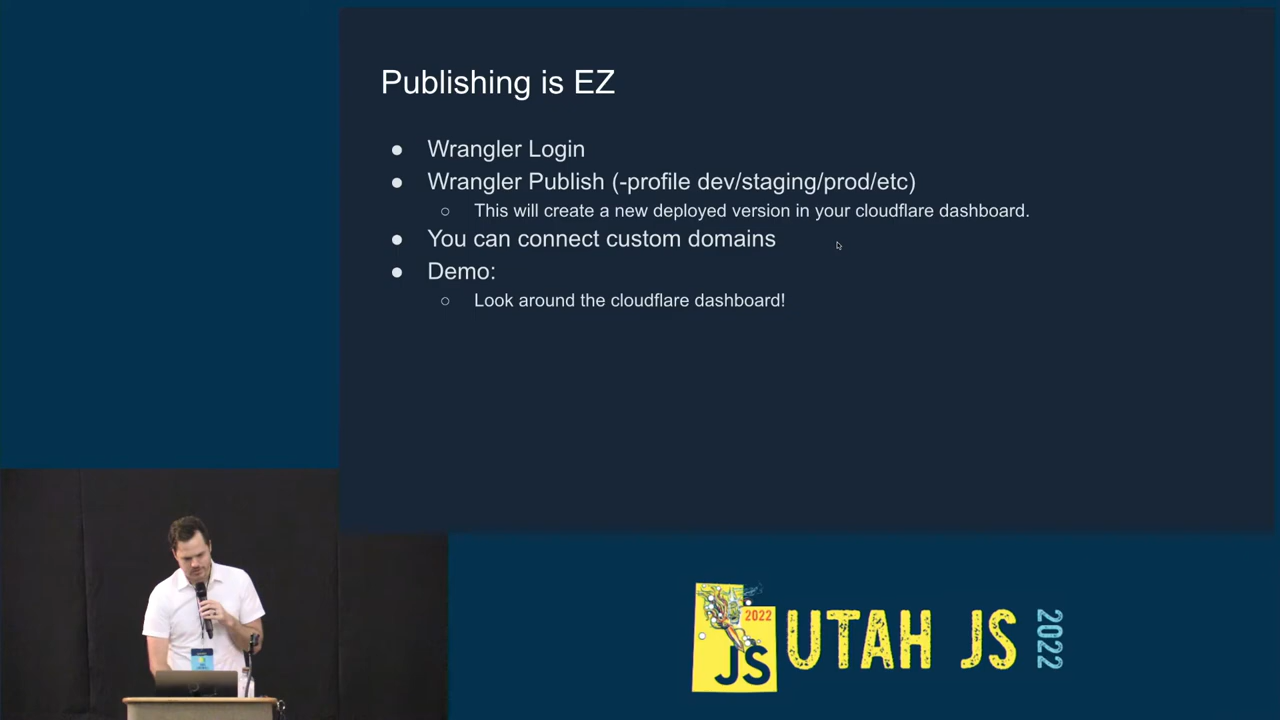 Publishing is EZ
● Wrangler Login
● Wrangler Publish (-profile dev/staging/prod/etc)
○ This will create a new deployed version in your cloudflare dashboard.
● You can connect custom domains
● Demo:
○ Look around the cloudflare dashboard!
2022
JS
UTAH JS
2022